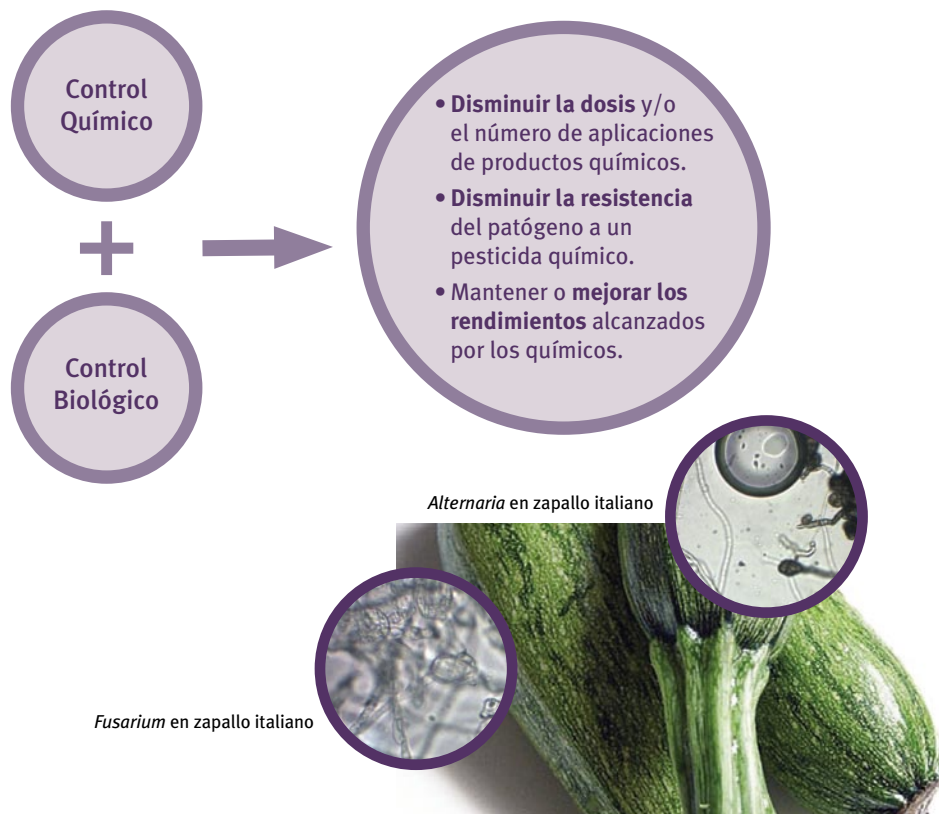 Control
Químico
Control
Biológico
• Disminuir la dosis y/o
el número de aplicaciones
de productos químicos.
• Disminuir la resistencia
del patógeno a un
pesticida químico.
• Mantener o mejorar los
rendimientos alcanzados
por los químicos.
Alternaria en zapallo italiano
Fusarium en zapallo italiano